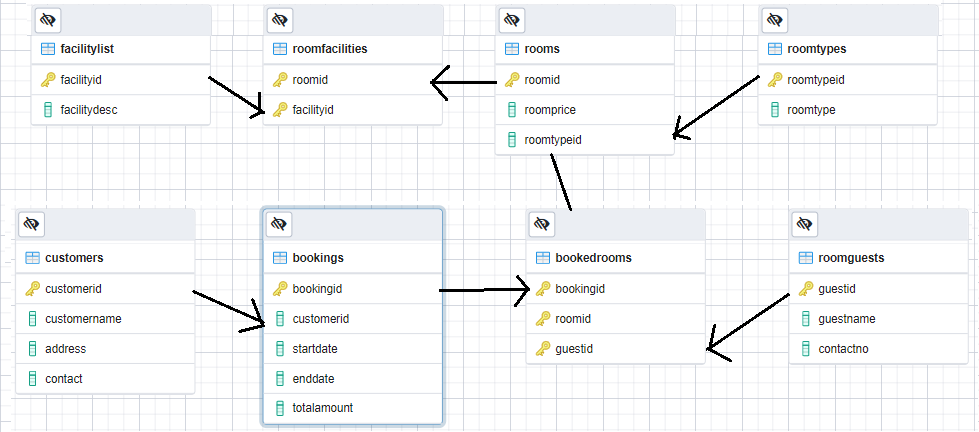 facilitylist
facilityid
facilitydesc
roomfacilities
roomid
facilityid
rooms
roomid
roomprice
roomtypeid
roomtypes
roomtypeid
roomtype
customers
customerid
customername
address
contact
bookings
bookingid
customerid
startdate
enddate
totalamount
bookedrooms
bookingid
roomid
guestid
roomguests
guestid
guestname
contactno